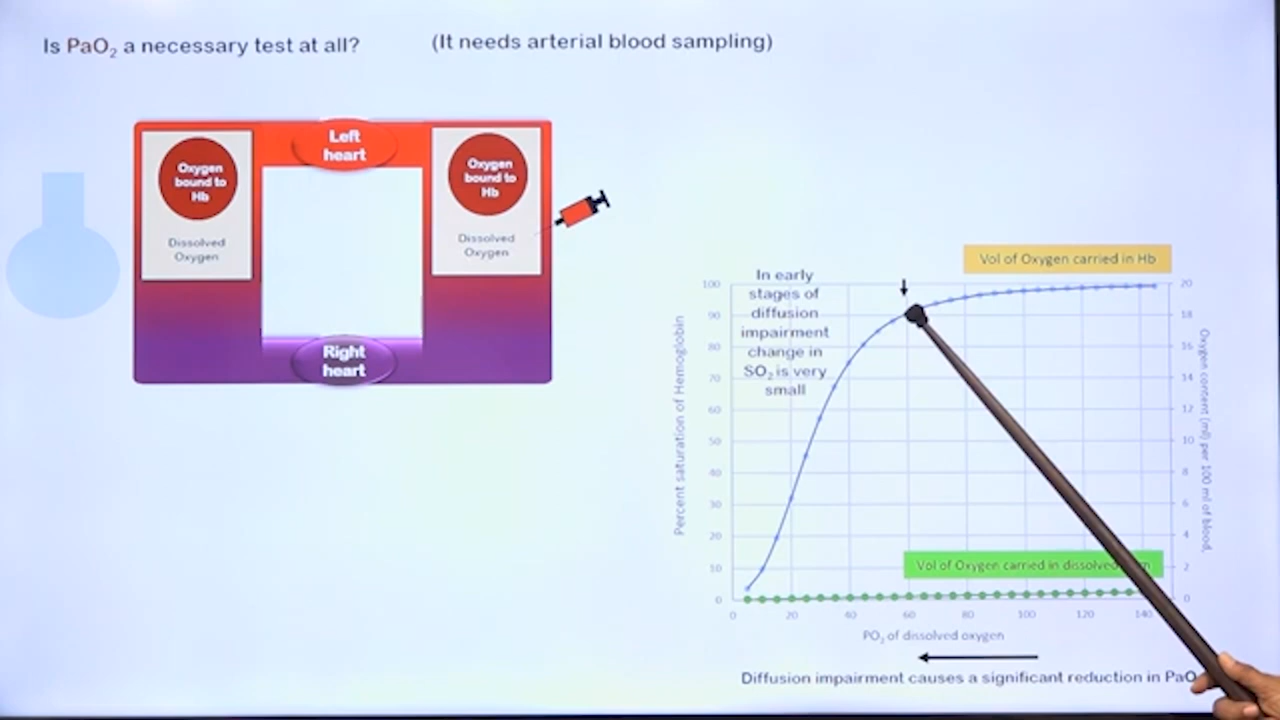 Is PaO₂ a necessary test at all?
(It needs arterial blood sampling)
Left
heart
Oxygen
bound to
Hb
Dissolved
Oxygen
Oxygen
bound to
Hb
Dissolved
Oxygen
Right
heart
Vol of Oxygen carried in Hb
In early
stages of
diffusion
impairment
change in
SO₂ is very
small
Percent saturation of Hemoglobin
100
90
80
70
60
50
40
30
20
10
0
20
18
16
14
12
10
8
6
4
2
0
Oxygen content (ml) per 100 ml of blood,
Vol of Oxygen carried in dissolved
0 20 40 60 80 100 120 140
PO₂ of dissolved oxygen
Diffusion impairment causes a significant reduction in PaO